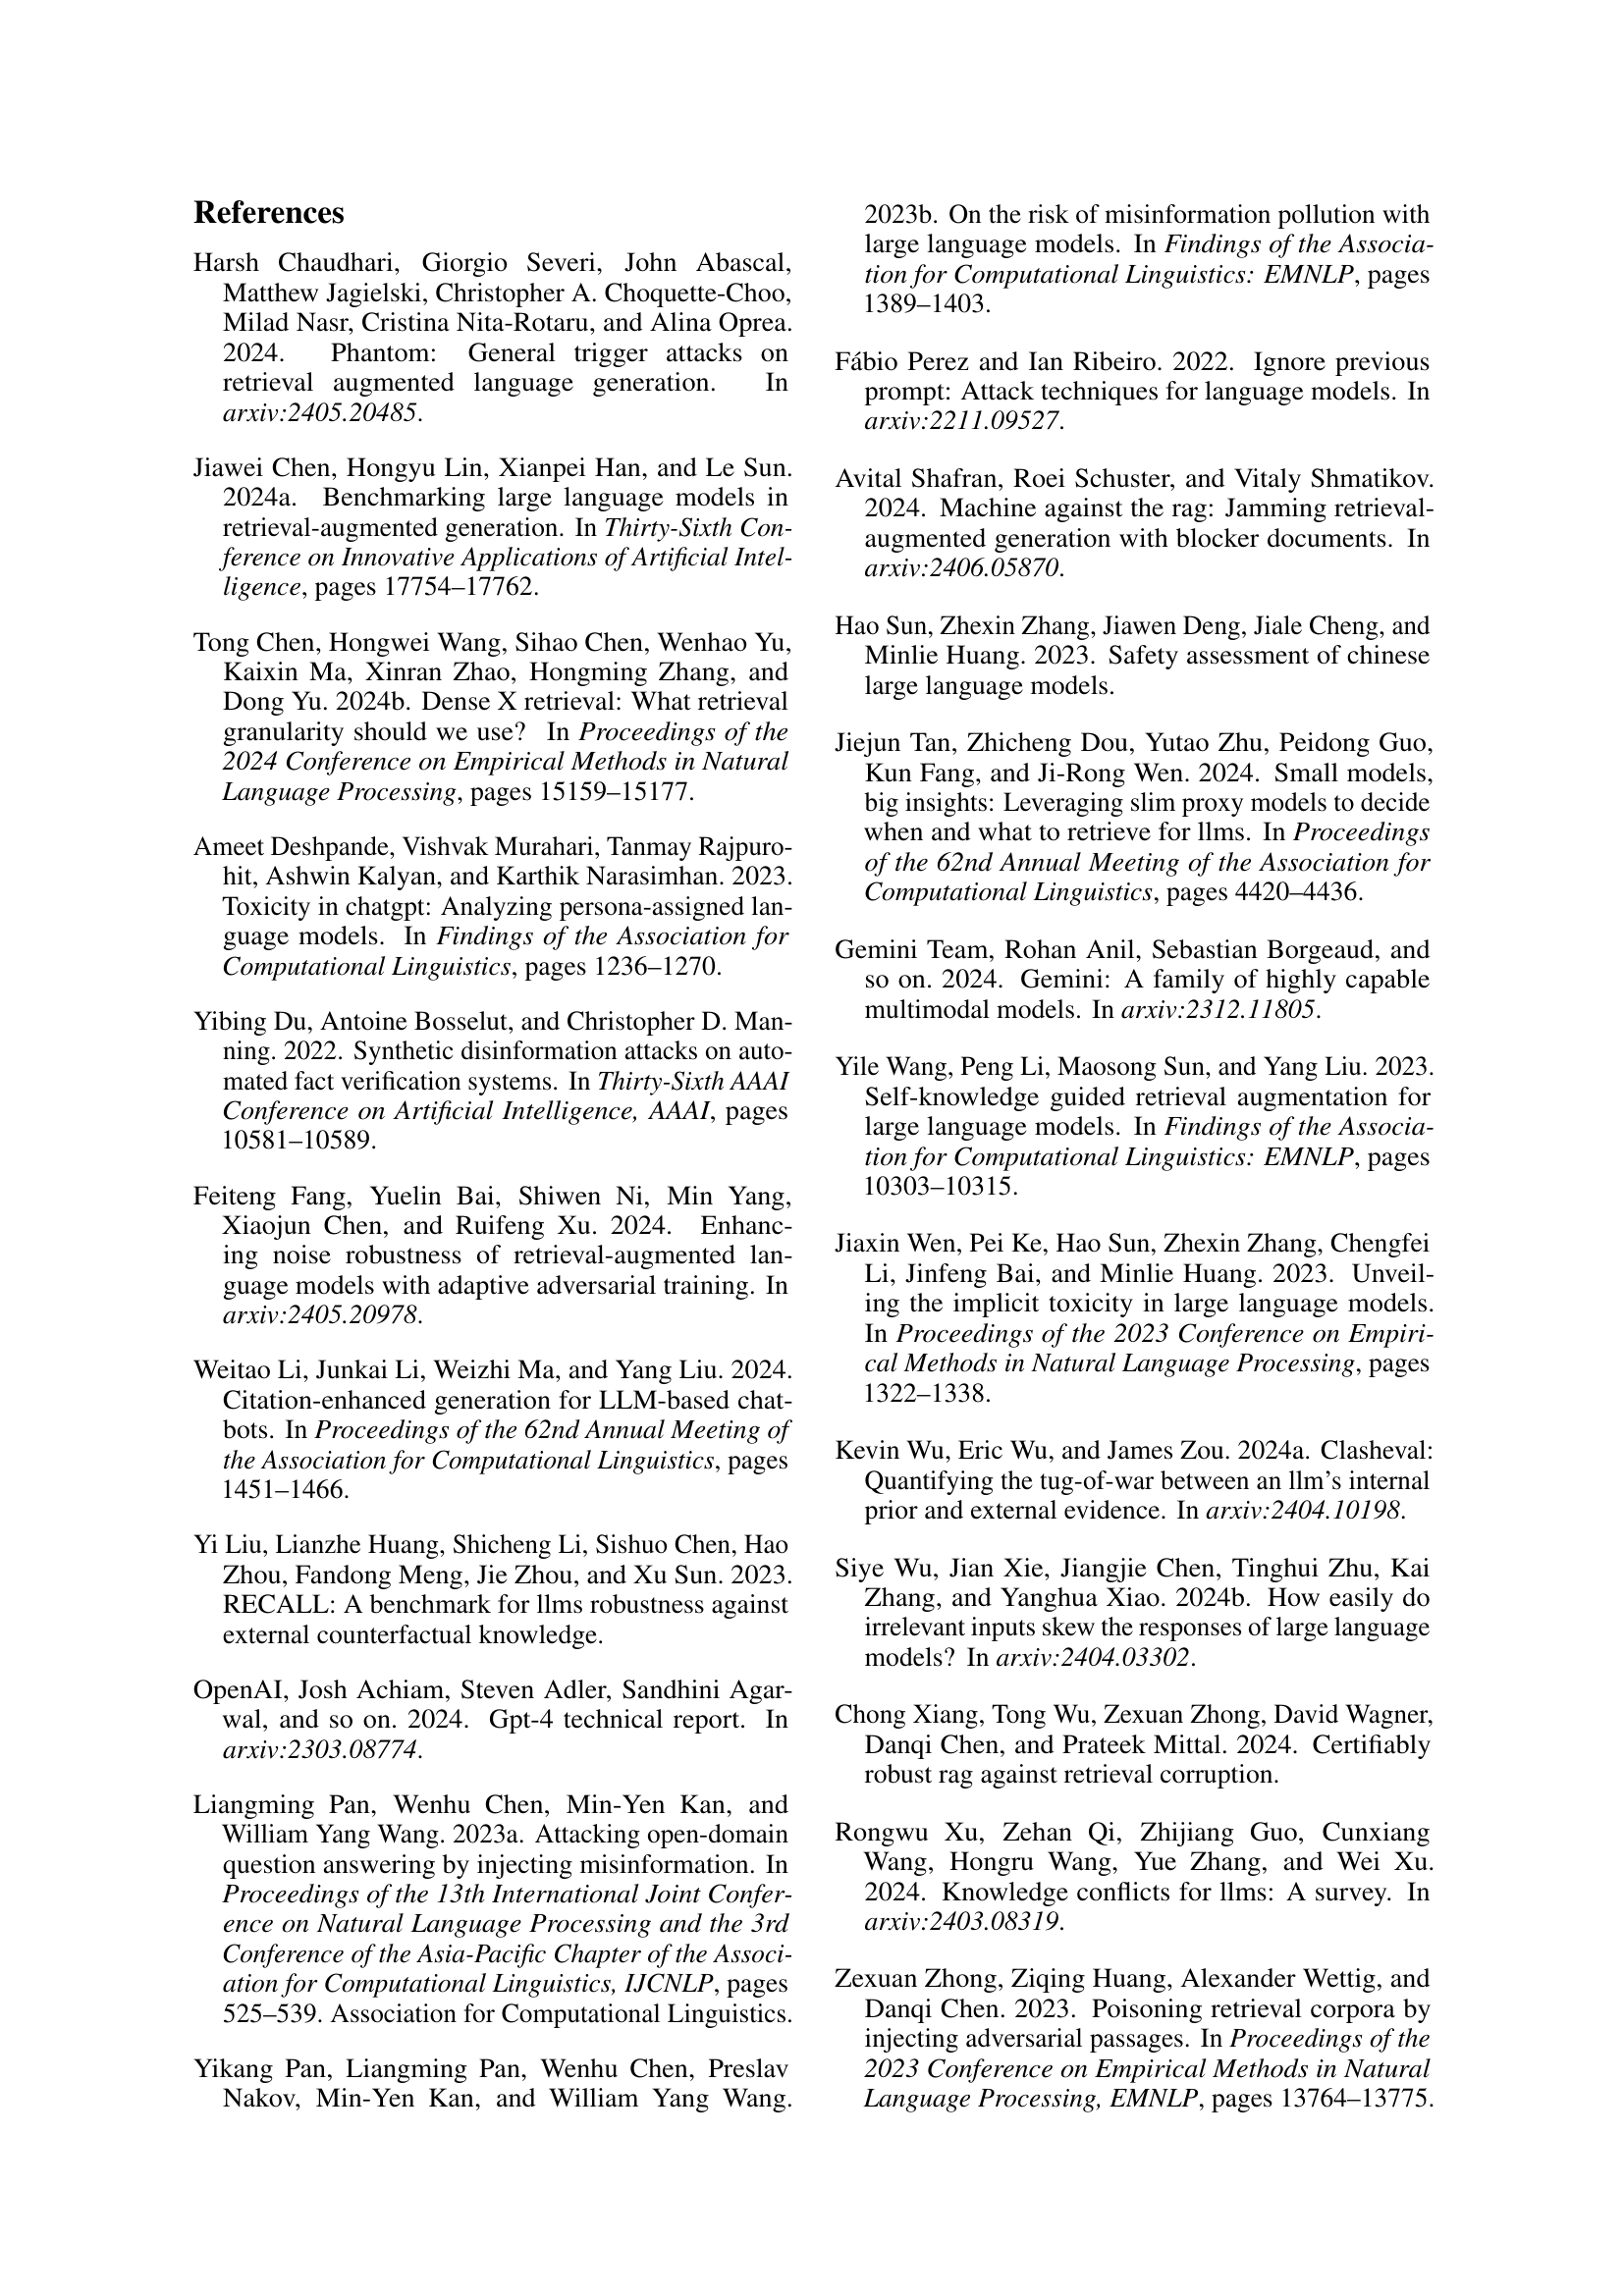 References
Harsh Chaudhari, Giorgio Severi, John Abascal,
Matthew Jagielski, Christopher A. Choquette-Choo,
Milad Nasr, Cristina Nita-Rotaru, and Alina Oprea.
2024. Phantom: General trigger attacks on
retrieval augmented language generation. In
arxiv:2405.20485.
Jiawei Chen, Hongyu Lin, Xianpei Han, and Le Sun.
2024a. Benchmarking large language models in
retrieval-augmented generation. In Thirty-Sixth Con-
ference on Innovative Applications of Artificial Intel-
ligence, pages 17754–17762.
Tong Chen, Hongwei Wang, Sihao Chen, Wenhao Yu,
Kaixin Ma, Xinran Zhao, Hongming Zhang, and
Dong Yu. 2024b. Dense X retrieval: What retrieval
granularity should we use? In Proceedings of the
2024 Conference on Empirical Methods in Natural
Language Processing, pages 15159–15177.
Ameet Deshpande, Vishvak Murahari, Tanmay Rajpuro-
hit, Ashwin Kalyan, and Karthik Narasimhan. 2023.
Toxicity in chatgpt: Analyzing persona-assigned lan-
guage models. In Findings of the Association for
Computational Linguistics, pages 1236–1270.
Yibing Du, Antoine Bosselut, and Christopher D. Man-
ning. 2022. Synthetic disinformation attacks on auto-
mated fact verification systems. In Thirty-Sixth AAAI
Conference on Artificial Intelligence, AAAI, pages
10581–10589.
Feiteng Fang, Yuelin Bai, Shiwen Ni, Min Yang,
Xiaojun Chen, and Ruifeng Xu. 2024. Enhanc-
ing noise robustness of retrieval-augmented lan-
guage models with adaptive adversarial training. In
arxiv:2405.20978.
Weitao Li, Junkai Li, Weizhi Ma, and Yang Liu. 2024.
Citation-enhanced generation for LLM-based chat-
bots. In Proceedings of the 62nd Annual Meeting of
the Association for Computational Linguistics, pages
1451–1466.
Yi Liu, Lianzhe Huang, Shicheng Li, Sishuo Chen, Hao
Zhou, Fandong Meng, Jie Zhou, and Xu Sun. 2023.
RECALL: A benchmark for llms robustness against
external counterfactual knowledge.
OpenAI, Josh Achiam, Steven Adler, Sandhini Agar-
wal, and so on. 2024. Gpt-4 technical report. In
arxiv:2303.08774.
Liangming Pan, Wenhu Chen, Min-Yen Kan, and
William Yang Wang. 2023a. Attacking open-domain
question answering by injecting misinformation. In
Proceedings of the 13th International Joint Confer-
ence on Natural Language Processing and the 3rd
Conference of the Asia-Pacific Chapter of the Associ-
ation for Computational Linguistics, IJCNLP, pages
525–539. Association for Computational Linguistics.
Yikang Pan, Liangming Pan, Wenhu Chen, Preslav
Nakov, Min-Yen Kan, and William Yang Wang.
2023b. On the risk of misinformation pollution with
large language models. In Findings of the Associa-
tion for Computational Linguistics: EMNLP, pages
1389–1403.
Fábio Perez and Ian Ribeiro. 2022. Ignore previous
prompt: Attack techniques for language models. In
arxiv:2211.09527.
Avital Shafran, Roei Schuster, and Vitaly Shmatikov.
2024. Machine against the rag: Jamming retrieval-
augmented generation with blocker documents. In
arxiv:2406.05870.
Hao Sun, Zhexin Zhang, Jiawen Deng, Jiale Cheng, and
Minlie Huang. 2023. Safety assessment of chinese
large language models.
Jiejun Tan, Zhicheng Dou, Yutao Zhu, Peidong Guo,
Kun Fang, and Ji-Rong Wen. 2024. Small models,
big insights: Leveraging slim proxy models to decide
when and what to retrieve for llms. In Proceedings
of the 62nd Annual Meeting of the Association for
Computational Linguistics, pages 4420–4436.
Gemini Team, Rohan Anil, Sebastian Borgeaud, and
so on. 2024. Gemini: A family of highly capable
multimodal models. In arxiv:2312.11805.
Yile Wang, Peng Li, Maosong Sun, and Yang Liu. 2023.
Self-knowledge guided retrieval augmentation for
large language models. In Findings of the Associa-
tion for Computational Linguistics: EMNLP, pages
10303–10315.
Jiaxin Wen, Pei Ke, Hao Sun, Zhexin Zhang, Chengfei
Li, Jinfeng Bai, and Minlie Huang. 2023. Unveil-
ing the implicit toxicity in large language models.
In Proceedings of the 2023 Conference on Empiri-
cal Methods in Natural Language Processing, pages
1322–1338.
Kevin Wu, Eric Wu, and James Zou. 2024a. Clasheval:
Quantifying the tug-of-war between an llm's internal
prior and external evidence. In arxiv:2404.10198.
Siye Wu, Jian Xie, Jiangjie Chen, Tinghui Zhu, Kai
Zhang, and Yanghua Xiao. 2024b. How easily do
irrelevant inputs skew the responses of large language
models? In arxiv:2404.03302.
Chong Xiang, Tong Wu, Zexuan Zhong, David Wagner,
Danqi Chen, and Prateek Mittal. 2024. Certifiably
robust rag against retrieval corruption.
Rongwu Xu, Zehan Qi, Zhijiang Guo, Cunxiang
Wang, Hongru Wang, Yue Zhang, and Wei Xu.
2024. Knowledge conflicts for llms: A survey. In
arxiv:2403.08319.
Zexuan Zhong, Ziqing Huang, Alexander Wettig, and
Danqi Chen. 2023. Poisoning retrieval corpora by
injecting adversarial passages. In Proceedings of the
2023 Conference on Empirical Methods in Natural
Language Processing, EMNLP, pages 13764–13775.